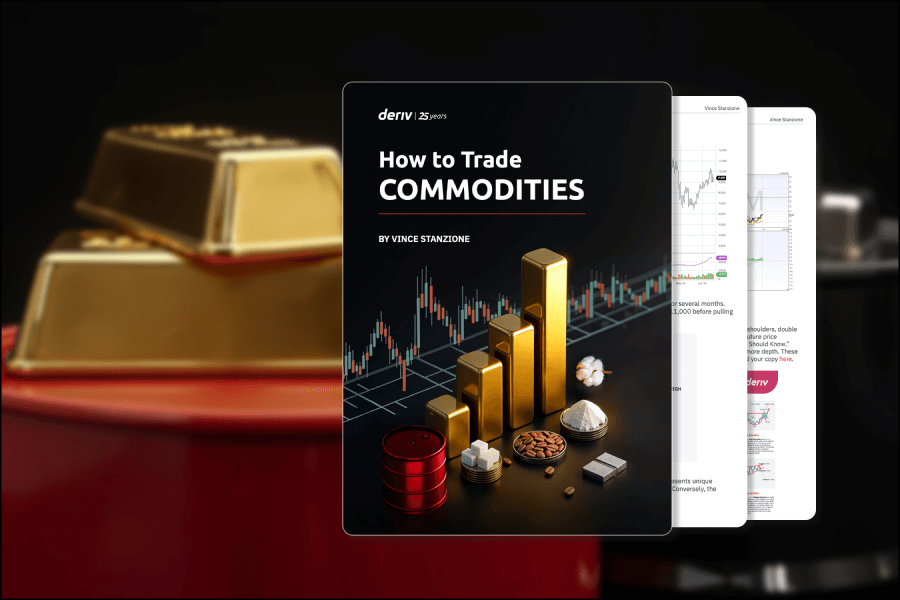 deriv | 25 years
How to Trade
COMMODITIES
BY VINCE STANZIONE
Vince Stanzione
or several months.
1,000 before pulling
esents unique
Conversely, the
Vince Stanzione
shoulders, double
uture price
Should Know,"
more depth. These
d your copy here.
deriv